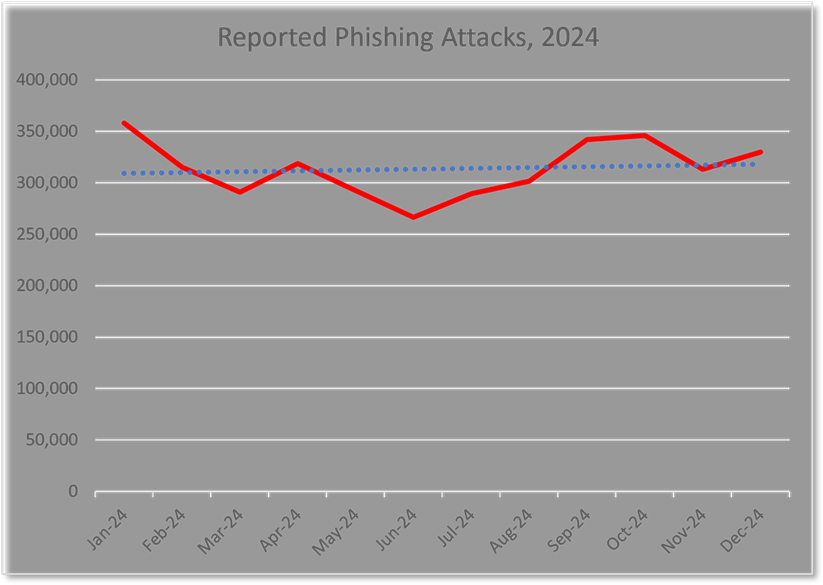 Reported Phishing Attacks, 2024
400,000
350,000
300,000
250,000
200,000
150,000
100,000
50,000
0
Jan-24
Feb-24
Mar-24
Apr-24
May-24
Jun-24
Jul-24
Aug-24
Sep-24
Oct-24
Nov-24
Dec-24